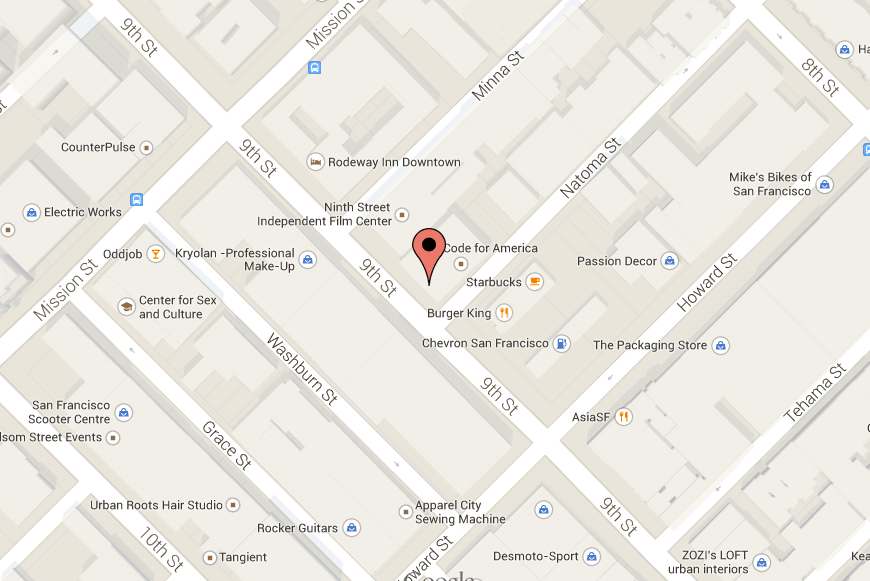 9th St
Mission St
Minna St
8th St
CounterPulse
9th St
Rodeway Inn Downtown
Natoma St
Mike's Bikes of
San Francisco
Electric Works
Ninth Street
Independent Film Center
Oddjob
Kryolan -Professional
Make-Up
Code for America
Passion Decor
Mission St
9th St
Starbucks
Howard St
Center for Sex
and Culture
Burger King
Chevron San Francisco
The Packaging Store
Washburn St
9th St
Tehama St
San Francisco
Scooter Centre
lsom Street Events
AsiaSF
Grace St
Urban Roots Hair Studio
Apparel City
Sewing Machine
9th St
Rocker Guitars
10th St
Tangient
oward St
Desmoto-Sport
ZOZI's LOFT
urban interiors
Kea